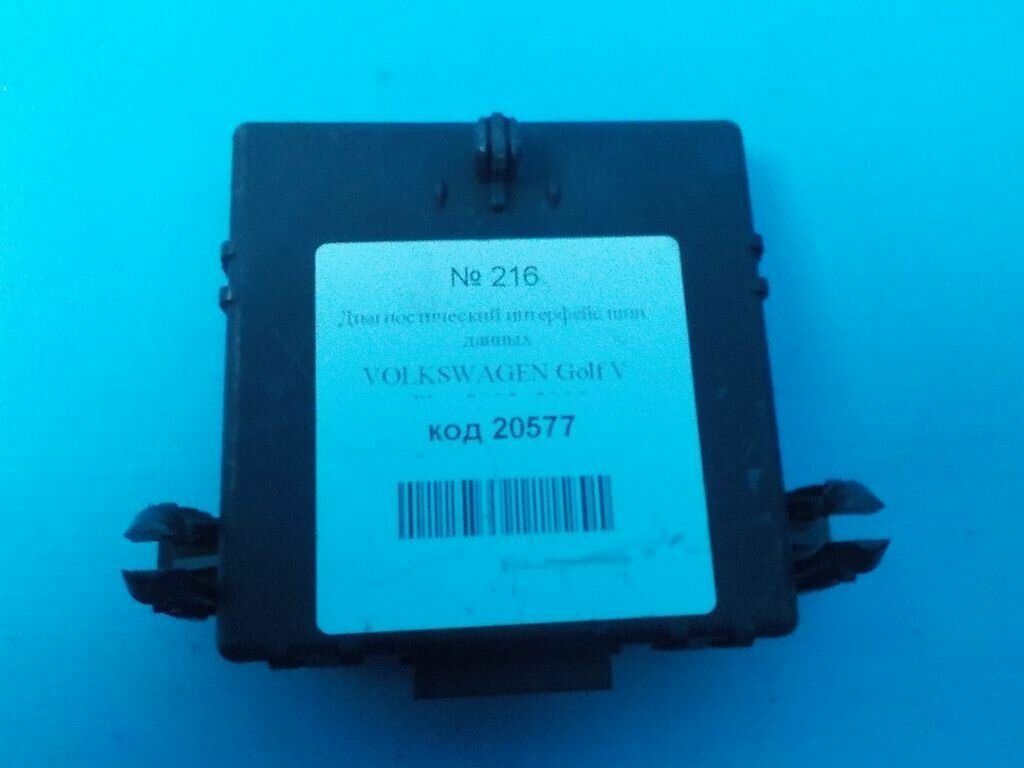 № 216
Диагностический интерфейс шин
данных
VOLKSWAGEN Golf V
код 20577